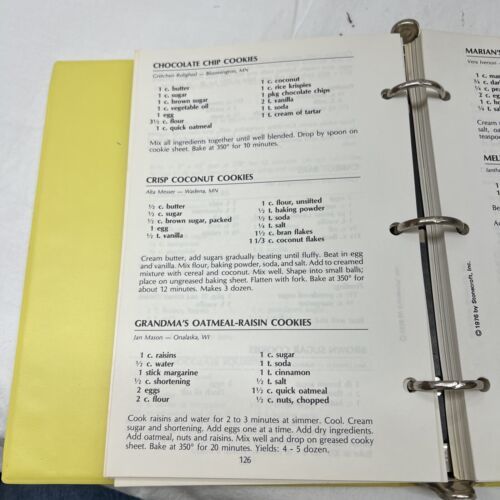 CHOCOLATE CHIP COOKIES
Gretchen Rolighed — Bloomington, MN
1 c. butter
1 c. sugar
1 c. brown sugar
1 c. vegetable oil
1 egg
3½ c. flour
1 c. quick oatmeal
1 c. coconut
1 c. rice krispies
1 pkg chocolate chips
2 t. vanilla
1 t. soda
1 t. cream of tartar
Mix all ingredients together until well blended. Drop by spoon on
cookie sheet. Bake at 350° for 10 minutes.
CRISP COCONUT COOKIES
Alta Messer — Wadena, MN
½ c. butter
½ c. sugar
½ c. brown sugar, packed
1 egg
½ t. vanilla
1 c. flour, unsifted
½ t. baking powder
½ t. soda
¼ t. salt
1½ c. bran flakes
1 1/3 c. coconut flakes
Cream butter, add sugars gradually beating until fluffy. Beat in egg
and vanilla. Mix flour, baking powder, soda, and salt. Add to creamed
mixture with cereal and coconut. Mix well. Shape into small balls;
place on ungreased baking sheet. Flatten with fork. Bake at 350° for
about 12 minutes. Makes 3 dozen.
GRANDMA'S OATMEAL-RAISIN COOKIES
Jan Mason — Onalaska, WI
1 c. raisins
½ c. water
1 stick margarine
½ c. shortening
2 eggs
2 c. flour
1 c. sugar
1 t. soda
1 t. cinnamon
½ t. salt
1½ c. quick oatmeal
½ c. nuts, chopped
Cook raisins and water for 2 to 3 minutes at simmer. Cool. Cream
sugar and shortening. Add eggs one at a time. Add dry ingredients.
Add oatmeal, nuts and raisins. Mix well and drop on greased cooky
sheet. Bake at 350° for 20 minutes. Yields: 4 - 5 dozen.
126
MARIAN'S
Vera Iverson
1 c.
Cream
salt,
teaspoo
MEL
Bake
© 1976 by Stonecroft, Inc.